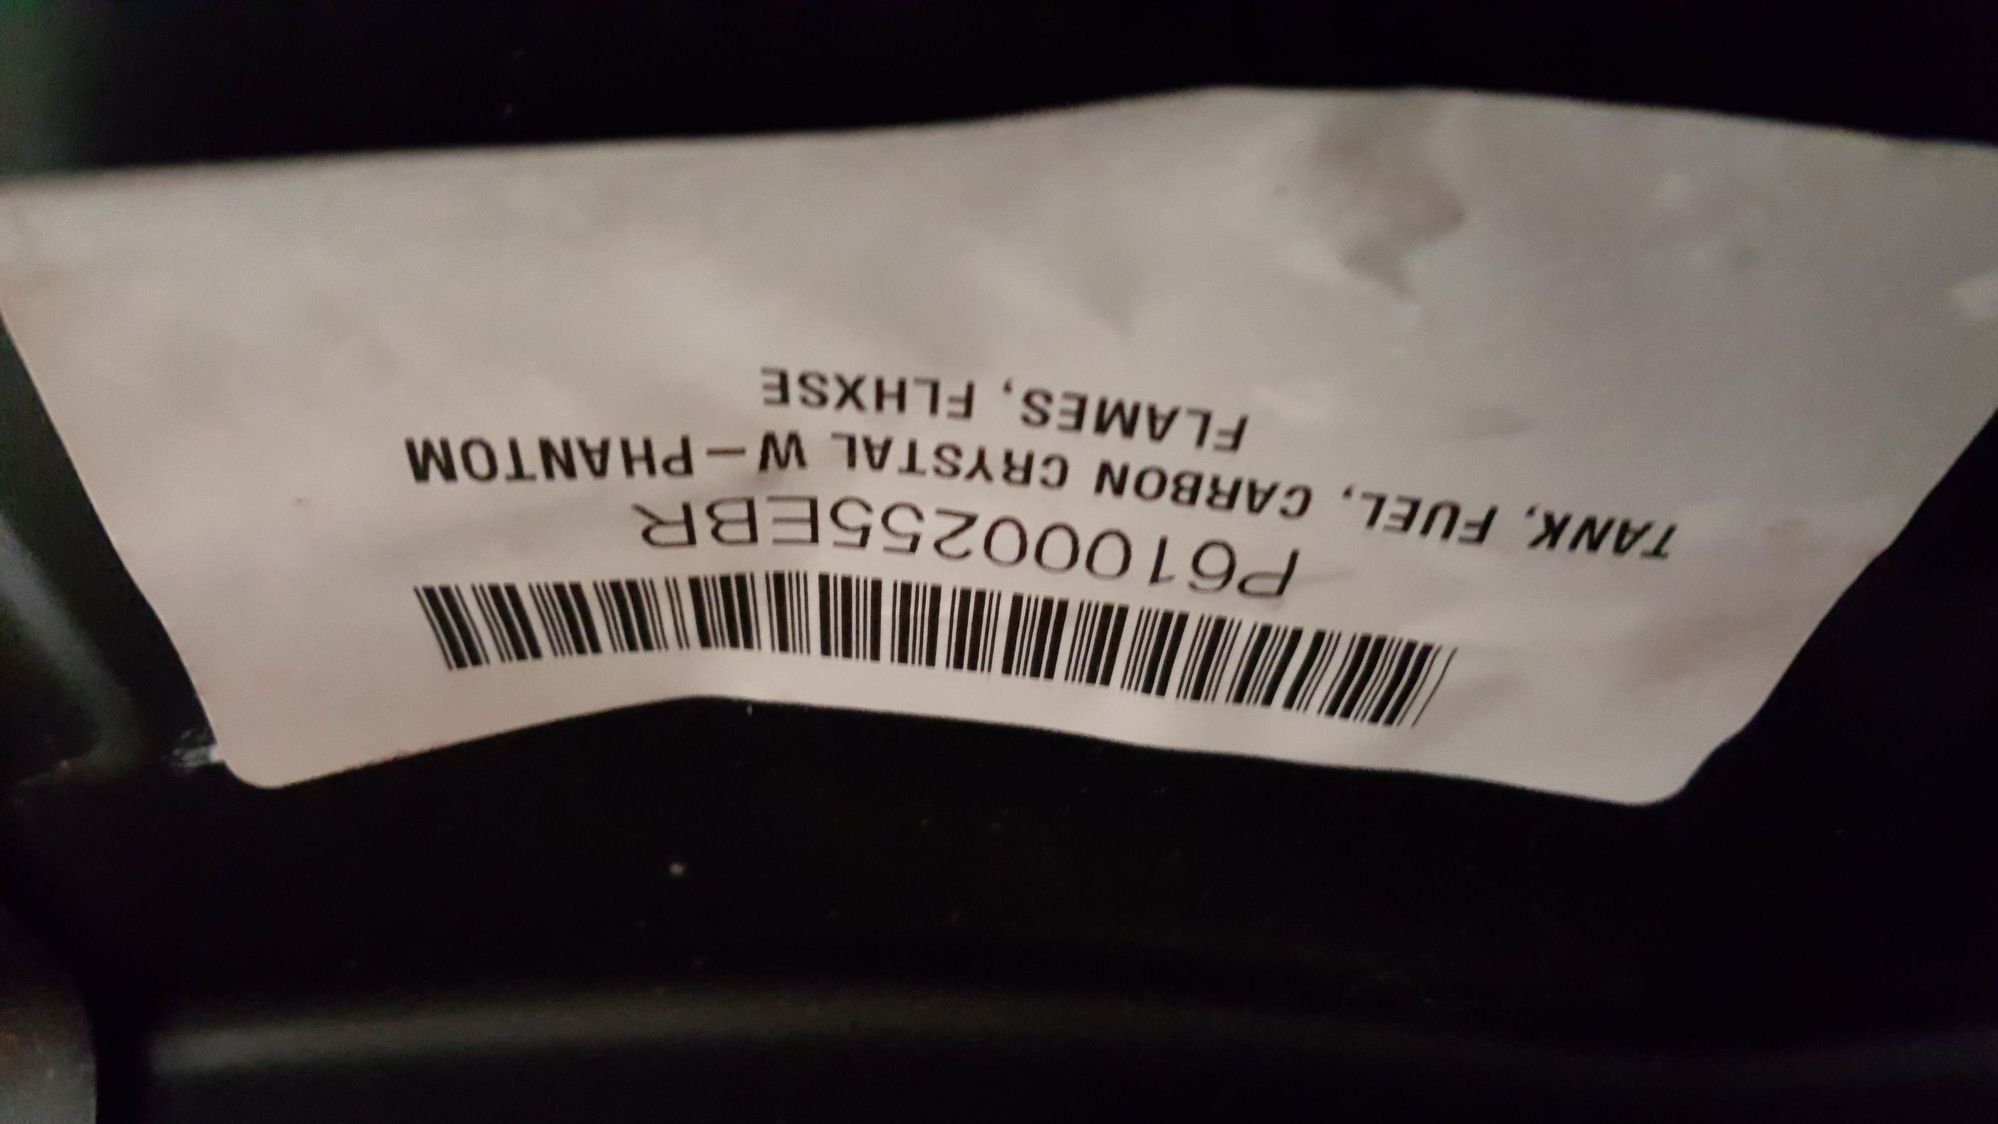 P61000255EBR
TANK, FUEL, CARBON CRYSTAL W-PHANTOM
FLAMES, FLHXSE